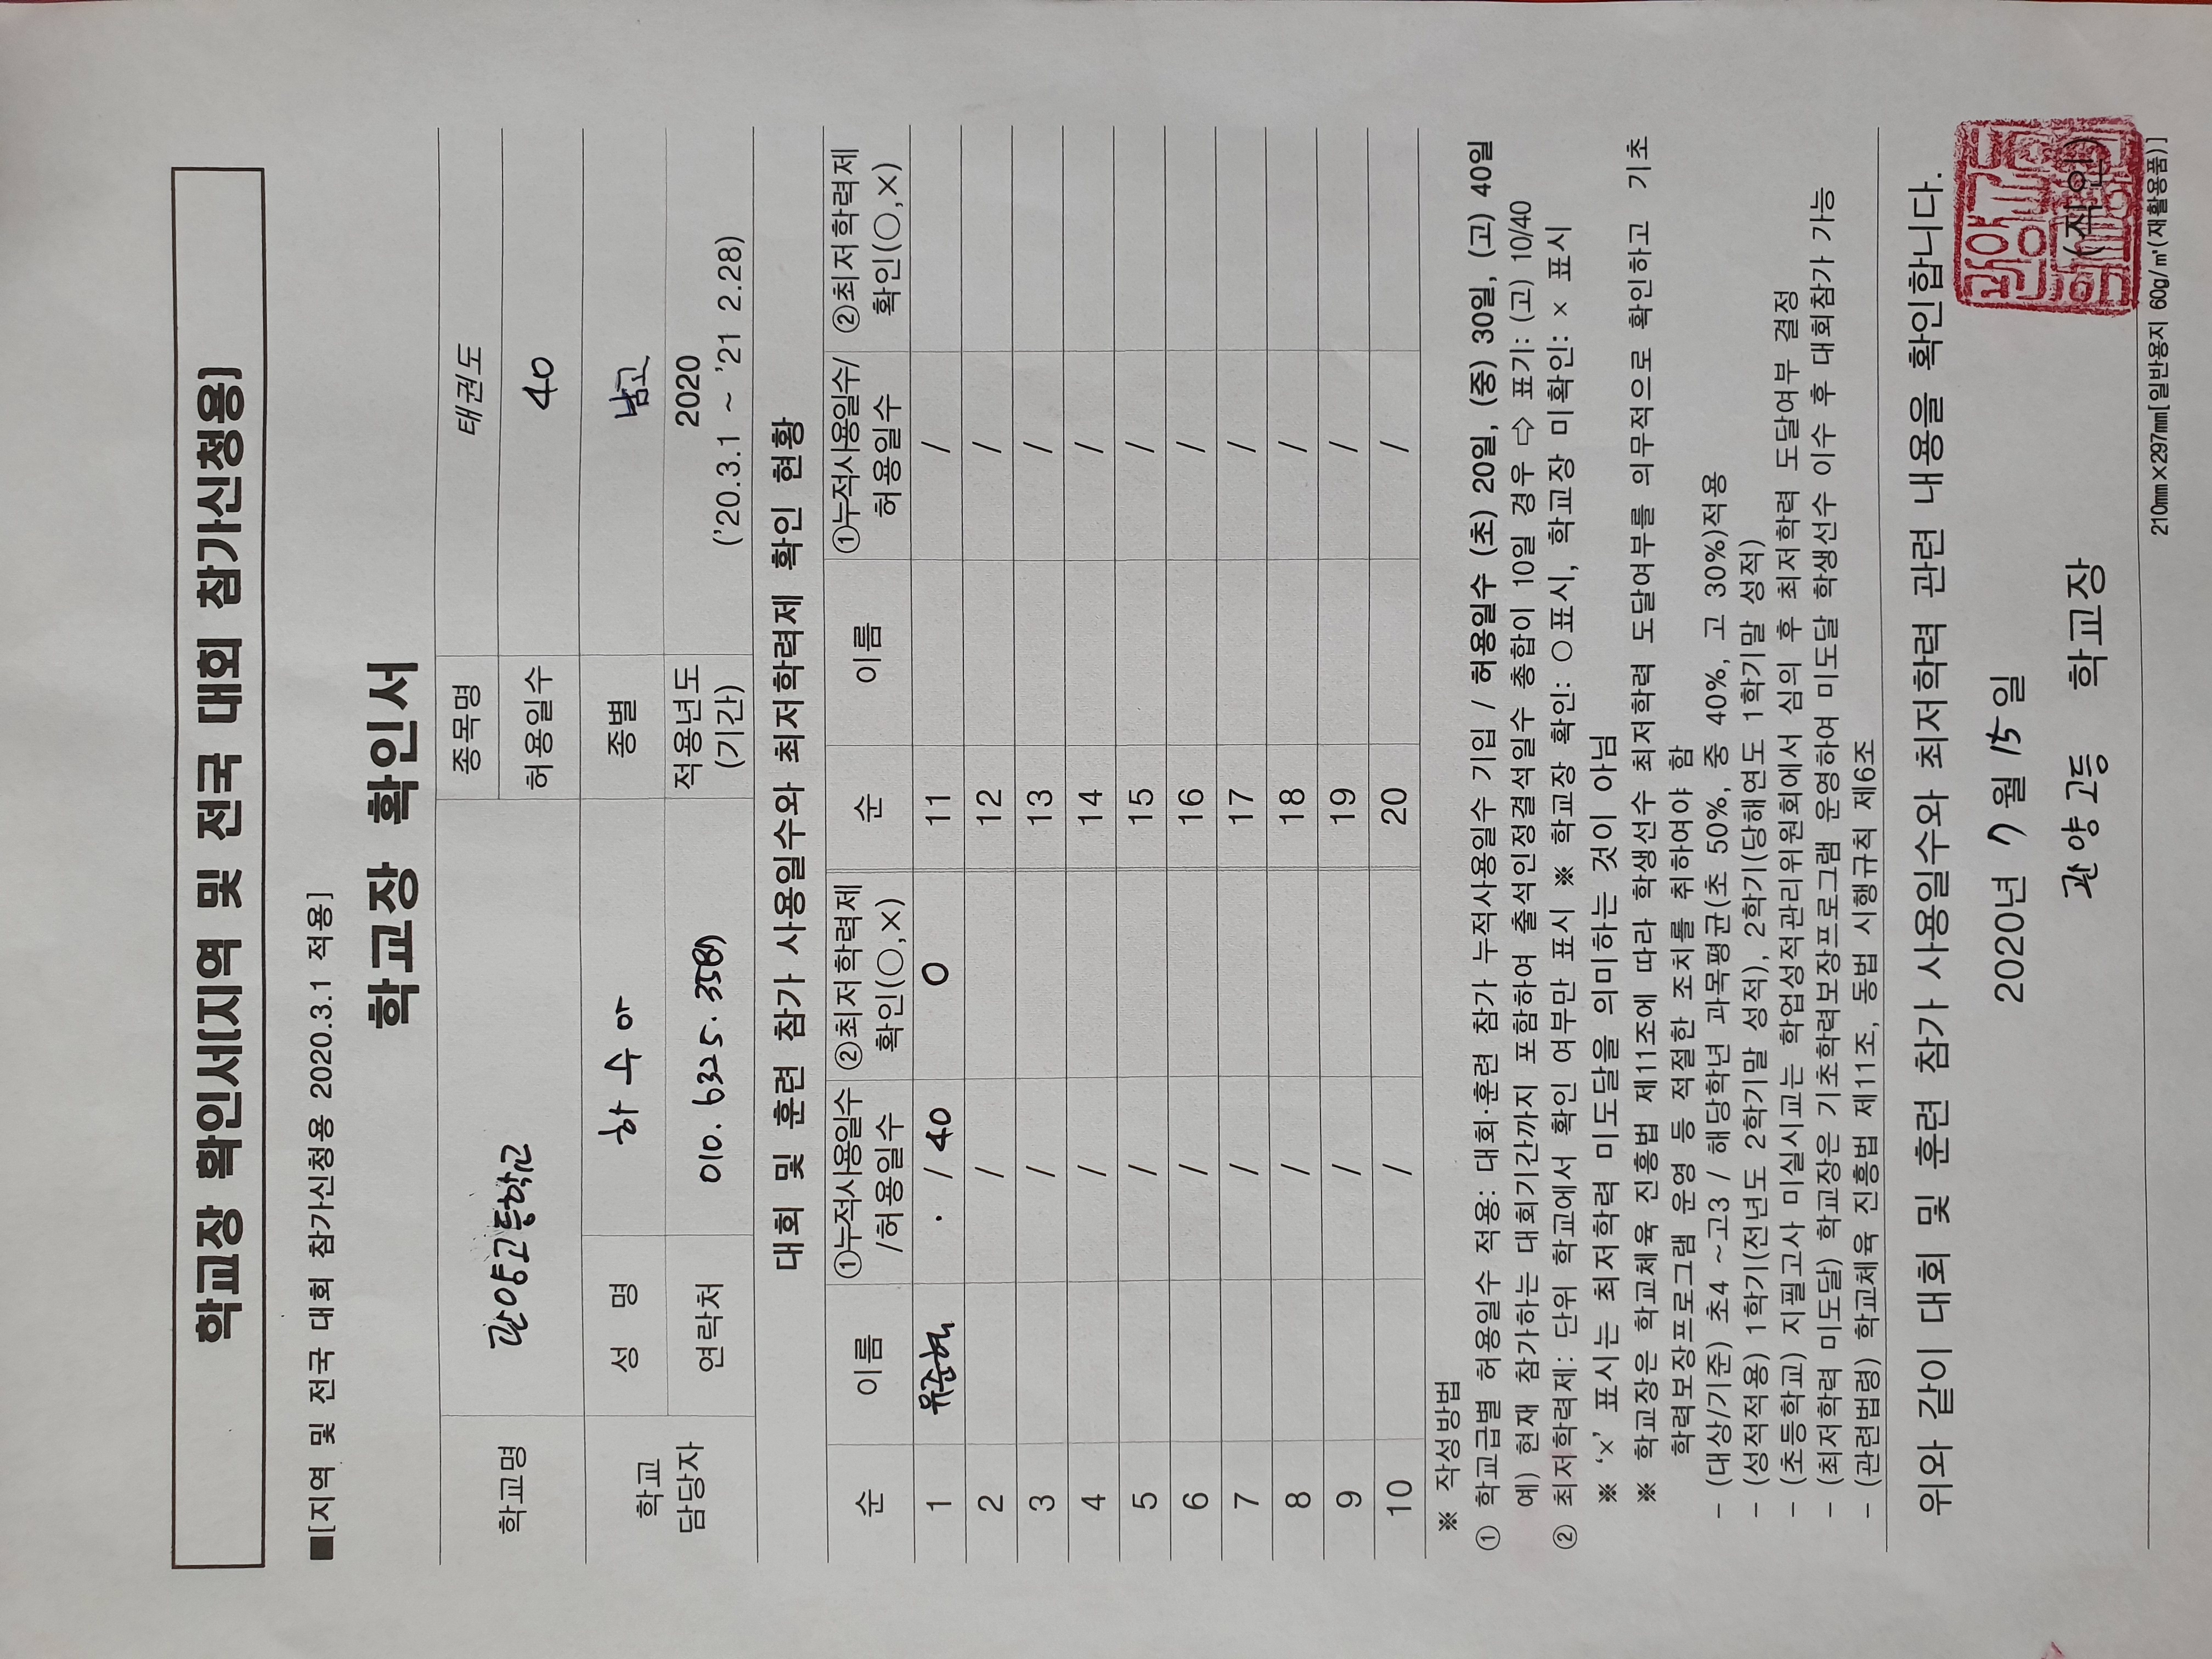 학교장 확인서(지역 및 전국 대회 참가신청용)
■[지역 및 전국 대회 참가신청용 2020.3.1 적용]
학교장 확인서
학교명 관양고등학교 종목명 태권도
허용일수 40
학교 담당자 성 명 하수아 종별 남고
연락처 010. 6325. 적용년도 (기간) 2020 ('20.3.1 ~ '21 2.28)
대회 및 훈련 참가 사용일수와 최저학력제 확인 현황
순 이름 ①누적사용일수/허용일수 ②최저학력제 확인(○,×) 순 이름 ①누적사용일수/허용일수 ②최저학력제 확인(○,×)
1 유준혁 · / 40 O 11 /
2 / 12 /
3 / 13 /
4 / 14 /
5 / 15 /
6 / 16 /
7 / 17 /
8 / 18 /
9 / 19 /
10 / 20 /
※ 작성방법
① 학교급별 허용일수 적용: 대회·훈련 참가 누적사용일수 기입 / 허용일수 (초) 20일, (중) 30일, (고) 40일
예) 현재 참가하는 대회기간까지 포함하여 출석인정결석일수 총합이 10일 경우 ⇨ 표기: (고) 10/40
② 최저학력제: 단위 학교에서 확인 여부만 표시 ※ 학교장 확인: ○표시, 학교장 미확인: × 표시
※ '×' 표시는 최저학력 미도달을 의미하는 것이 아님
※ 학교장은 학교체육 진흥법 제11조에 따라 학생선수 최저학력 도달여부를 의무적으로 확인하고 기초
학력보장프로그램 운영 등 적절한 조치를 취하여야 함
- (대상/기준) 초4 ~고3 / 해당학년 과목평균(초 50%, 중 40%, 고 30%)적용
- (성적적용) 1학기(전년도 2학기말 성적), 2학기(당해연도 1학기말 성적)
- (초등학교) 지필고사 미실시교는 학업성적관리위원회에서 심의 후 최저학력 도달여부 결정
- (최저학력 미도달) 학교장은 기초학력보장프로그램 운영하여 미도달 학생선수 이수 후 대회참가 가능
- (관련법령) 학교체육 진흥법 제11조, 동법 시행규칙 제6조
위와 같이 대회 및 훈련 참가 사용일수와 최저학력 관련 내용을 확인합니다.
2020년 7월 15일
관양고등 학교장 (직인)
210㎜×297㎜[일반용지 60g/㎡(재활용품)]